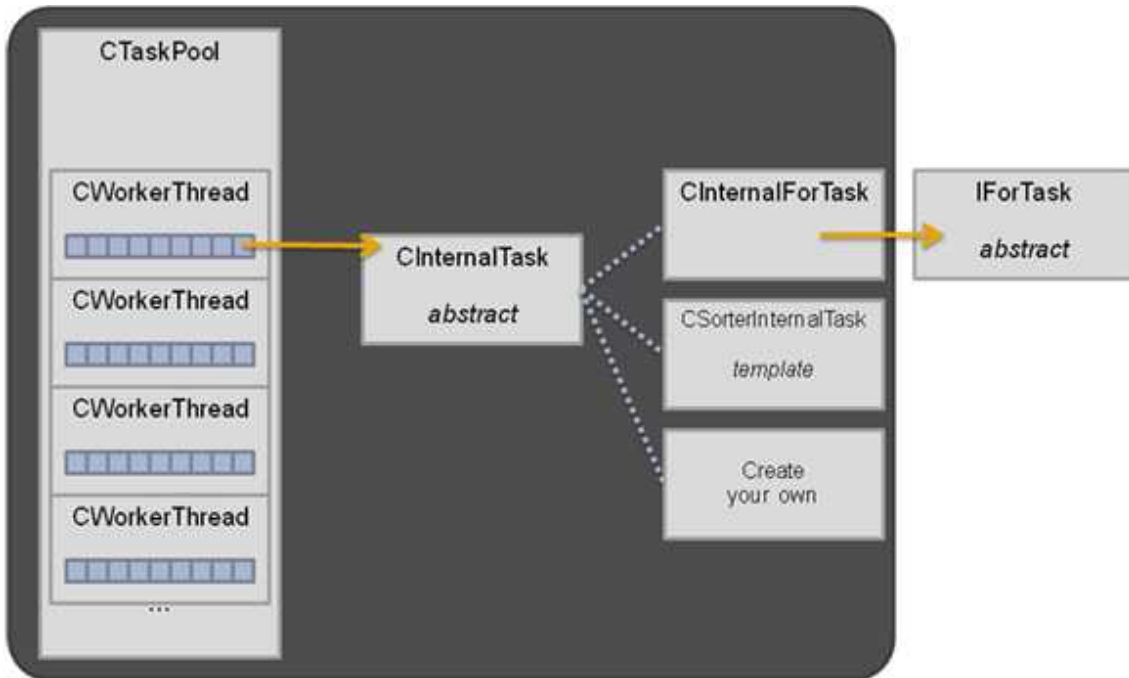 CTaskPool
CWorkerThread
CWorkerThread
CWorkerThread
CWorkerThread
...
CInternalTask
abstract
CInternalForTask
CSorterInternalTask
template
Create
your own
IForTask
abstract